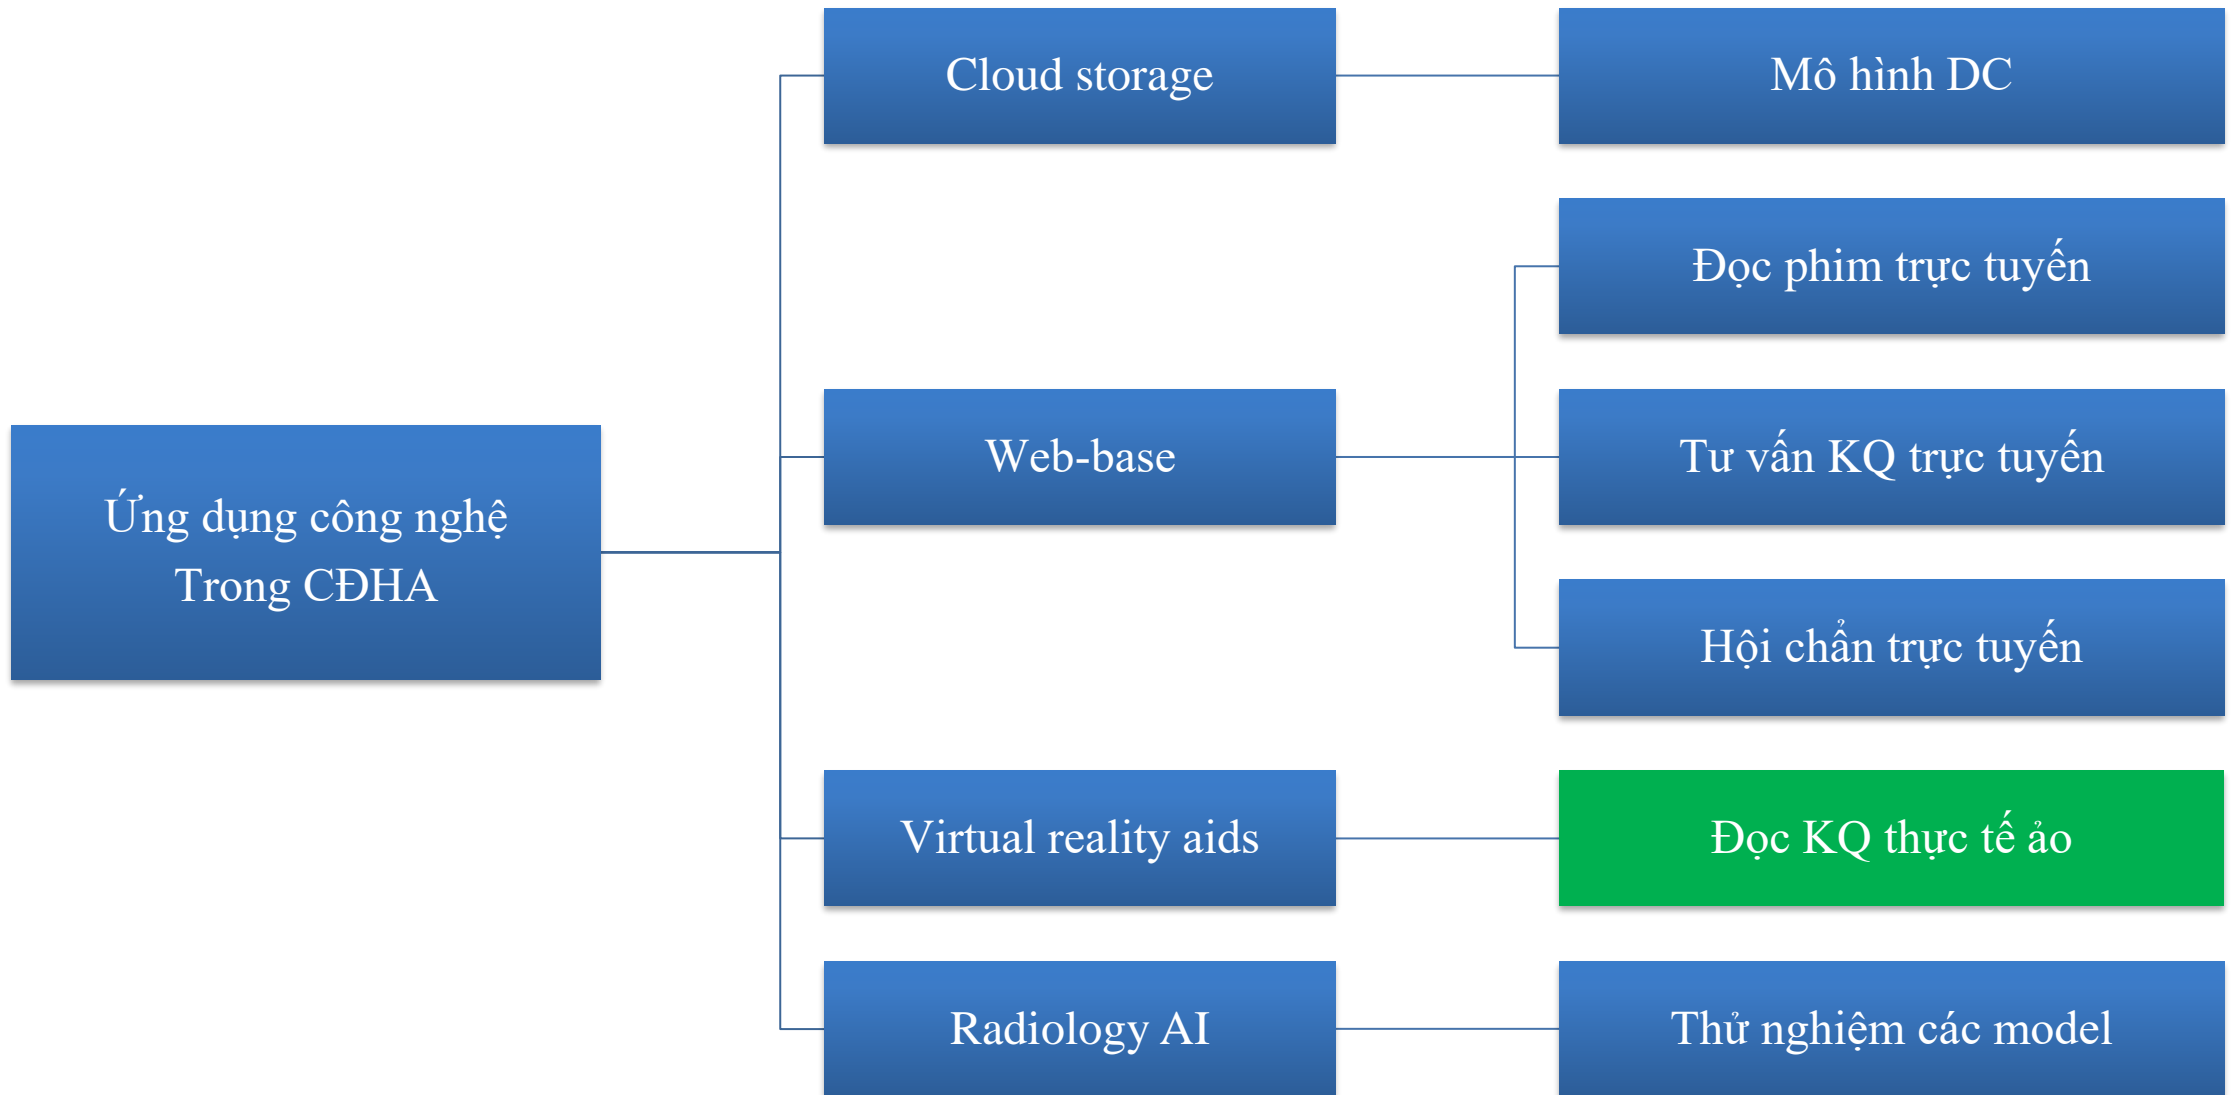 Ứng dụng công nghệ
Trong CĐHA
Cloud storage
Mô hình DC
Web-base
Đọc phim trực tuyến
Tư vấn KQ trực tuyến
Hội chẩn trực tuyến
Virtual reality aids
Đọc KQ thực tế ảo
Radiology AI
Thử nghiệm các model